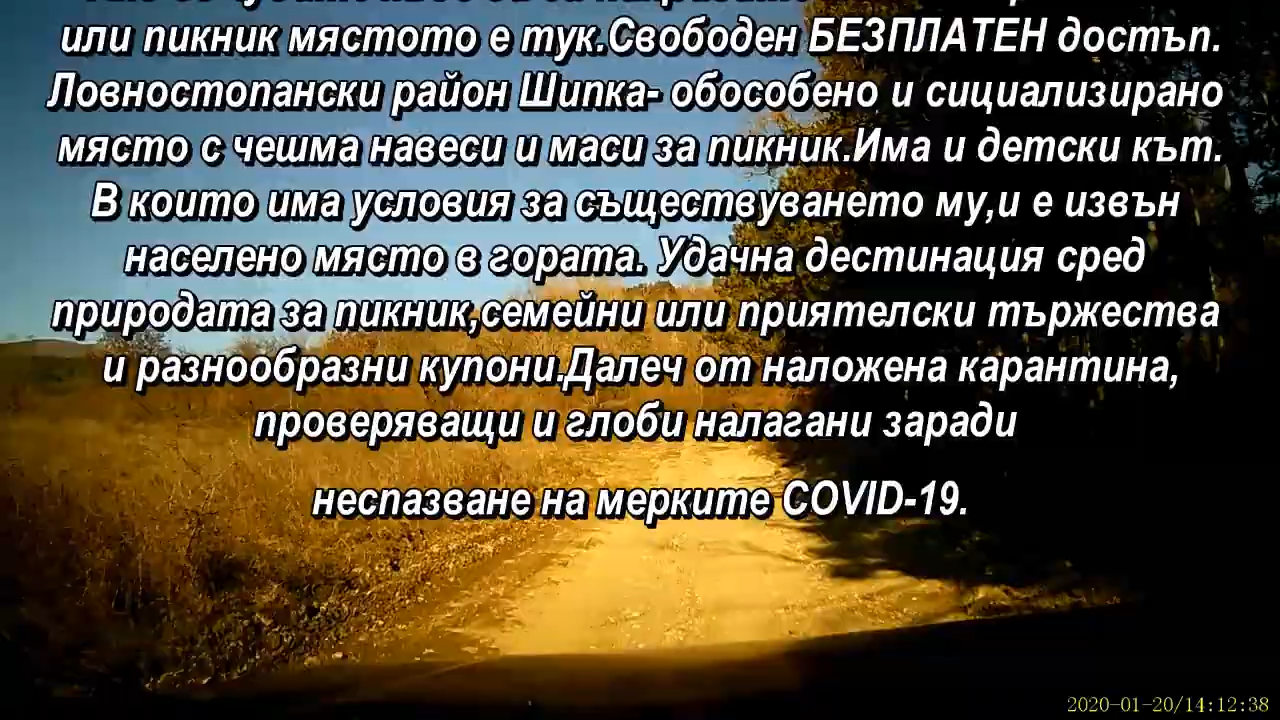 или пикник мястото е тук.Свободен БЕЗПЛАТЕН достъп.
Ловностопански район Шипка- обособено и сициализирано
място с чешма навеси и маси за пикник.Има и детски кът.
В които има условия за съществуването му,и е извън
населено място в гората. Удачна дестинация сред
природата за пикник,семейни или приятелски тържества
и разнообразни купони.Далеч от наложена карантина,
проверяващи и глоби налагани заради
неспазване на мерките COVID-19.
2020-01-20/14:12:38